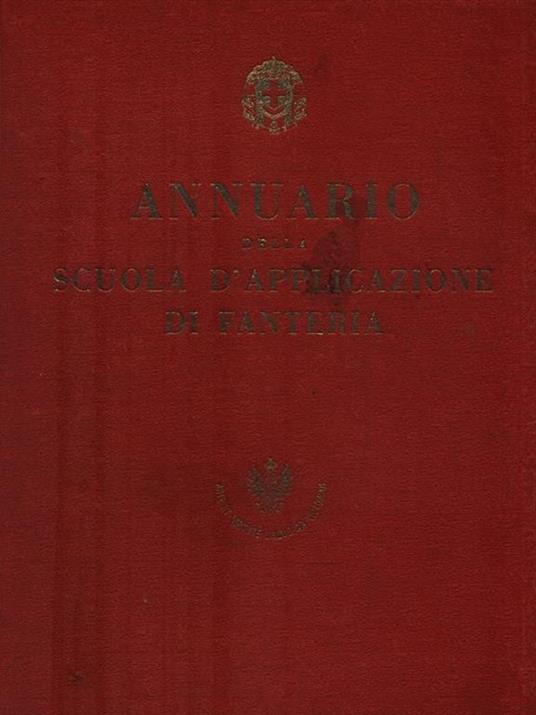 ANNUARIO
DELLA
SCUOLA D'APPLICAZIONE
DI FANTERIA